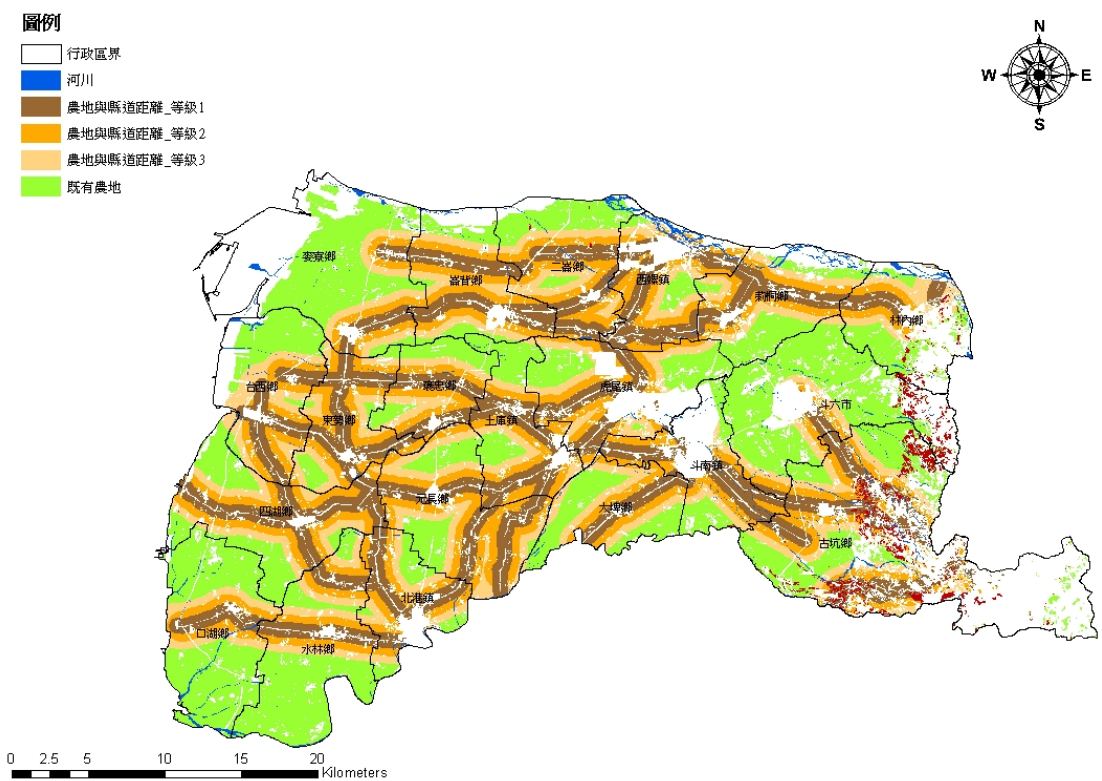 圖例
行政區界
河川
農地與縣道距離_等級1
農地與縣道距離_等級2
農地與縣道距離_等級3
既有農地
N
W
E
S
麥寮鄉
崙背鄉
二崙鄉
西螺鎮
莿桐鄉
林內鄉
台西鄉
褒忠鄉
虎尾鎮
東勢鄉
土庫鎮
斗六市
斗南鎮
元長鄉
四湖鄉
大埤鄉
古坑鄉
北港鎮
口湖鄉
水林鄉
0 2.5 5 10 15 20
Kilometers